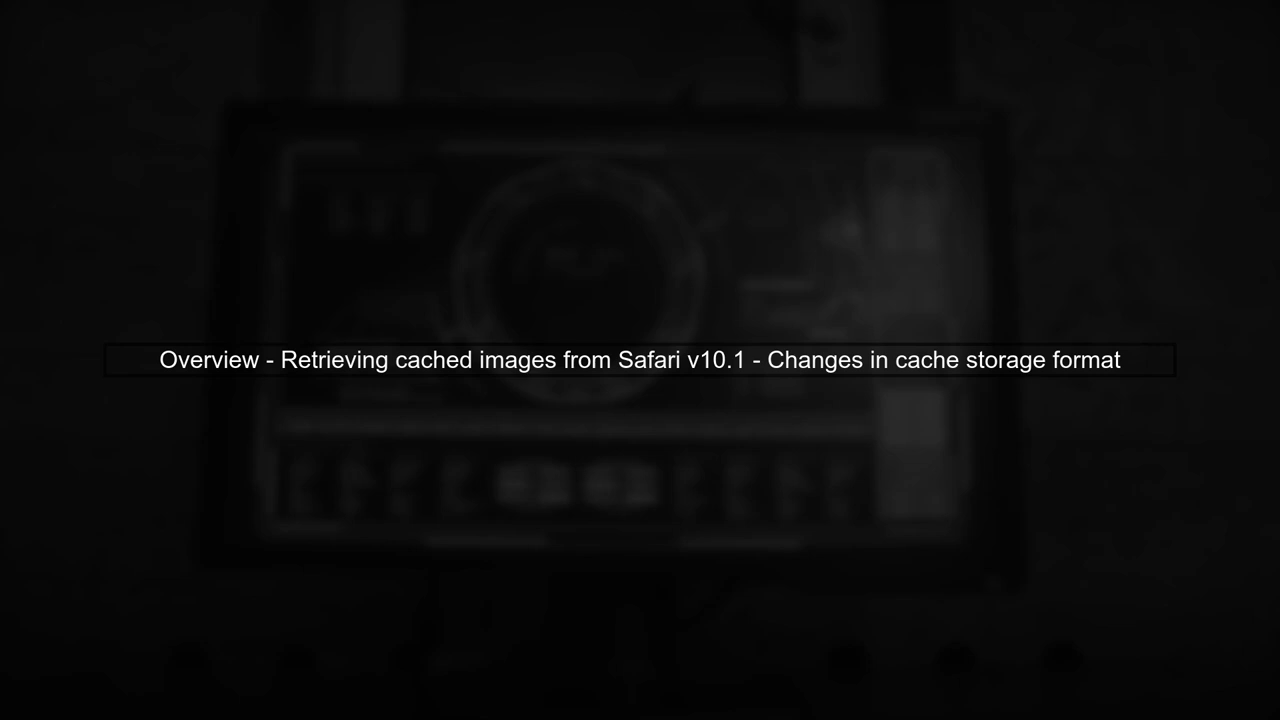 Overview - Retrieving cached images from Safari v10.1 - Changes in cache storage format